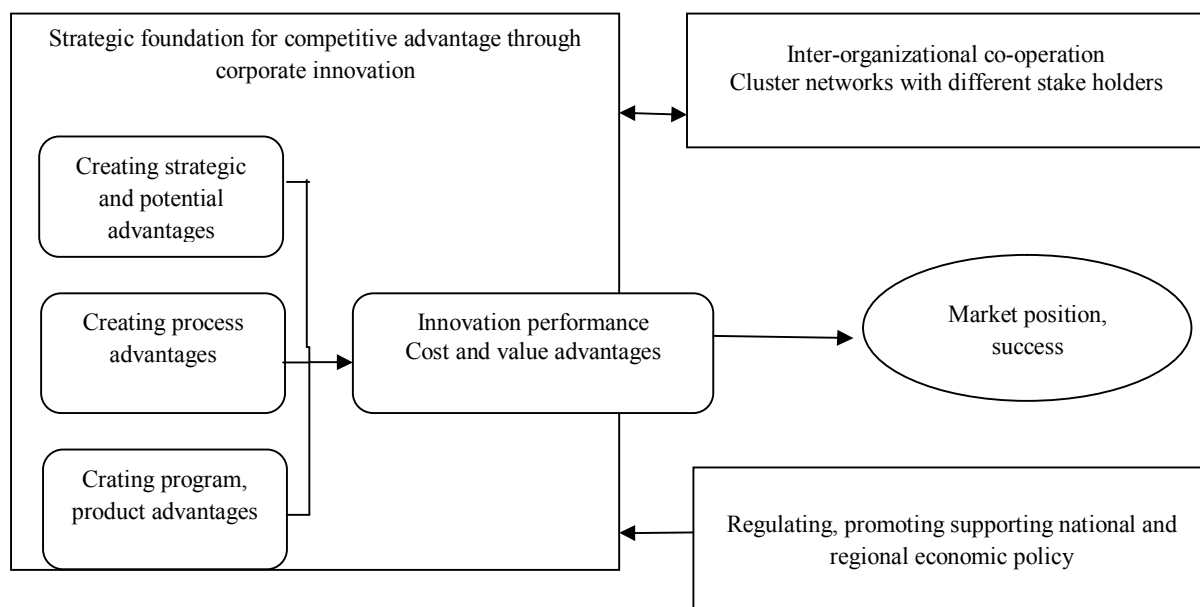 Strategic foundation for competitive advantage through
corporate innovation
Inter-organizational co-operation
Cluster networks with different stake holders
Creating strategic
and potential
advantages
Creating process
advantages
Innovation performance
Cost and value advantages
Market position,
success
Crating program,
product advantages
Regulating, promoting supporting national and
regional economic policy